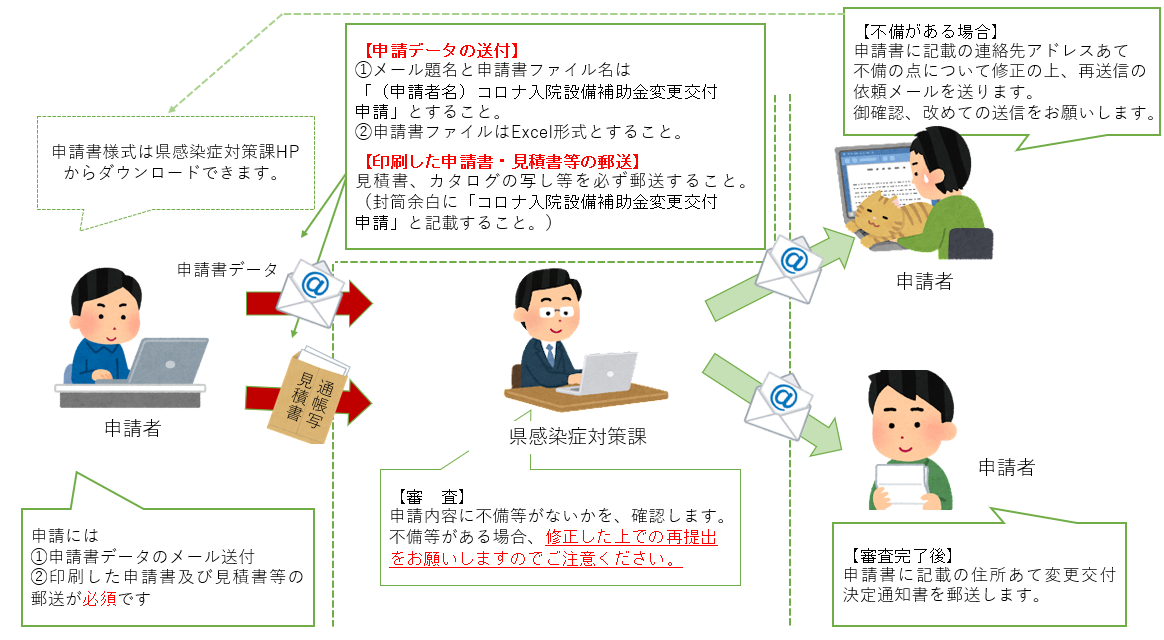 申請書様式は県感染症対策課HP
からダウンロードできます。
【申請データの送付】
①メール題名と申請書ファイル名は
「（申請者名）コロナ入院設備補助金変更交付
申請」とすること。
②申請書ファイルはExcel形式とすること。
【印刷した申請書・見積書等の郵送】
見積書、カタログの写し等を必ず郵送すること。
（封筒余白に「コロナ入院設備補助金変更交付
申請」と記載すること。）
【不備がある場合】
申請書に記載の連絡先アドレスあて
不備の点について修正の上、再送信の
依頼メールを送ります。
御確認、改めての送信をお願いします。
申請書データ
@
通帳写
見積書
申請者
県感染症対策課
@
申請者
@
申請者
申請には
①申請書データのメール送付
②印刷した申請書及び見積書等の
郵送が必須です
【審　査】
申請内容に不備等がないかを、確認します。
不備等がある場合、修正した上での再提出
をお願いしますのでご注意ください。
【審査完了後】
申請書に記載の住所あて変更交付
決定通知書を郵送します。